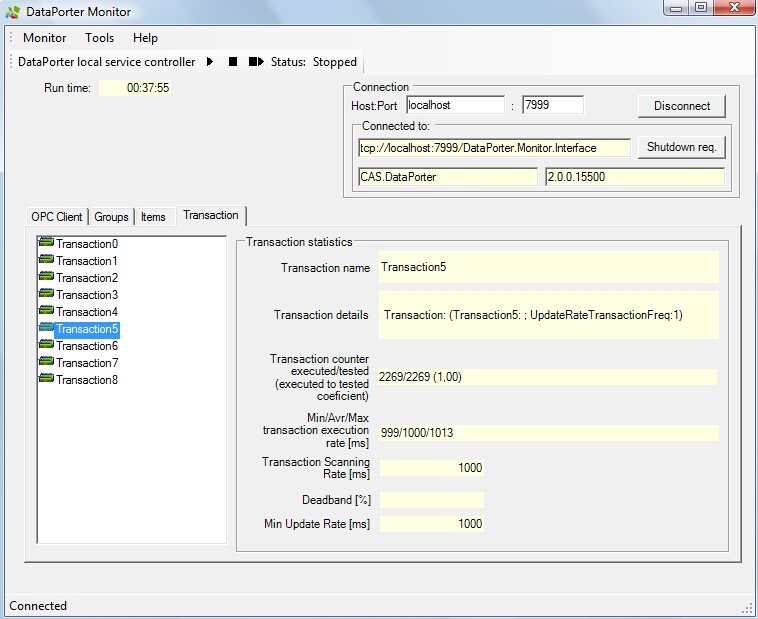 DataPorter Monitor
Monitor Tools Help
DataPorter local service controller Status: Stopped
Run time: 00:37:55
Connection
Host:Port localhost : 7999 Disconnect
Connected to:
tcp://localhost:7999/DataPorter.Monitor.Interface Shutdown req.
CAS.DataPorter 2.0.0.15500
OPC Client Groups Items Transaction
Transaction0
Transaction1
Transaction2
Transaction3
Transaction4
Transaction5
Transaction6
Transaction7
Transaction8
Transaction statistics
Transaction name Transaction5
Transaction details Transaction: (Transaction5: ; UpdateRateTransactionFreq:1)
Transaction counter
executed/tested
(executed to tested
coeficient)
2269/2269 (1,00)
Min/Avr/Max
transaction execution
rate [ms]
999/1000/1013
Transaction Scanning
Rate [ms]
1000
Deadband [%]
Min Update Rate [ms] 1000
Connected